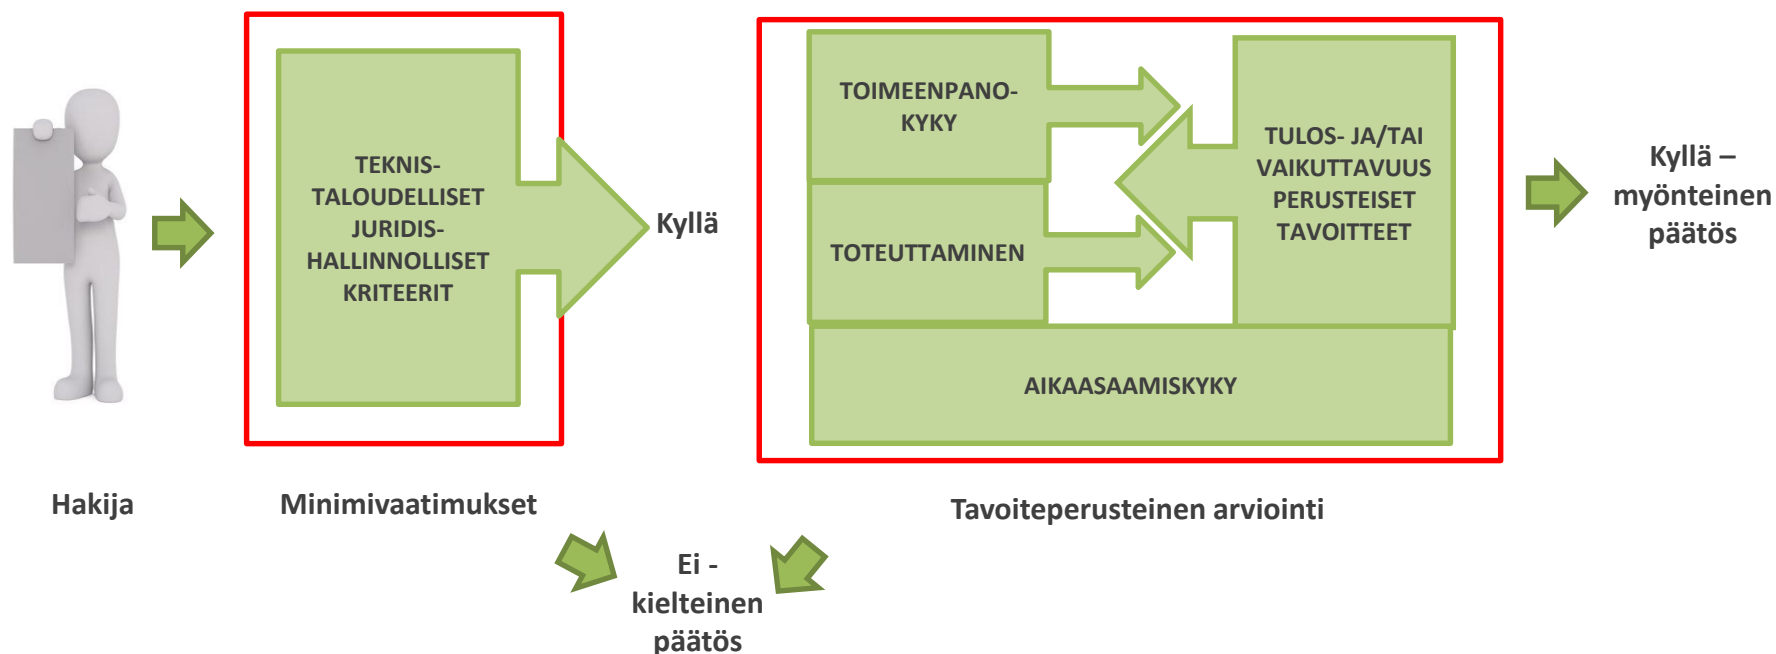 TEKNIS-
TALOUDELLISET
JURIDIS-
HALLINNOLLISET
KRITEERIT
Kyllä
TOIMEENPANO-
KYKY
TOTEUTTAMINEN
TULOS- JA/TAI
VAIKUTTAVUUS
PERUSTEISET
TAVOITTEET
AIKAASAAMISKYKY
Kyllä –
myönteinen
päätös
Hakija
Minimivaatimukset
Tavoiteperusteinen arviointi
Ei -
kielteinen
päätös